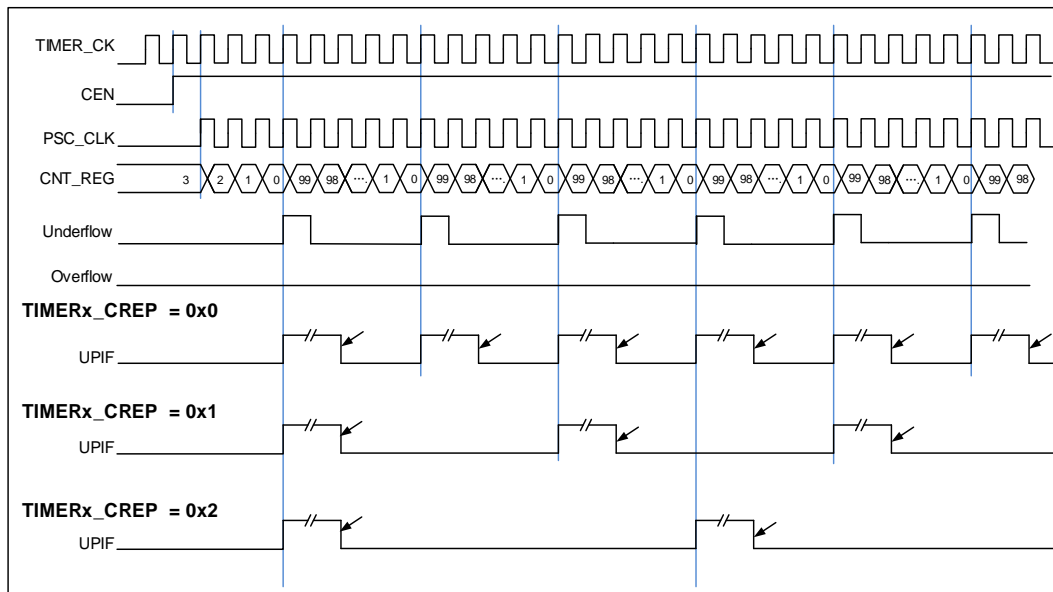 TIMER_CK
CEN
PSC_CLK
CNT_REG 3 2 1 0 99 98 .... 1 0 99 98 .... 1 0 99 98 .... 1 0 99 98 .... 1 0 99 98 .... 1 0 99 98
Underflow
Overflow
TIMERx_CREP = 0x0
UPIF
TIMERx_CREP = 0x1
UPIF
TIMERx_CREP = 0x2
UPIF